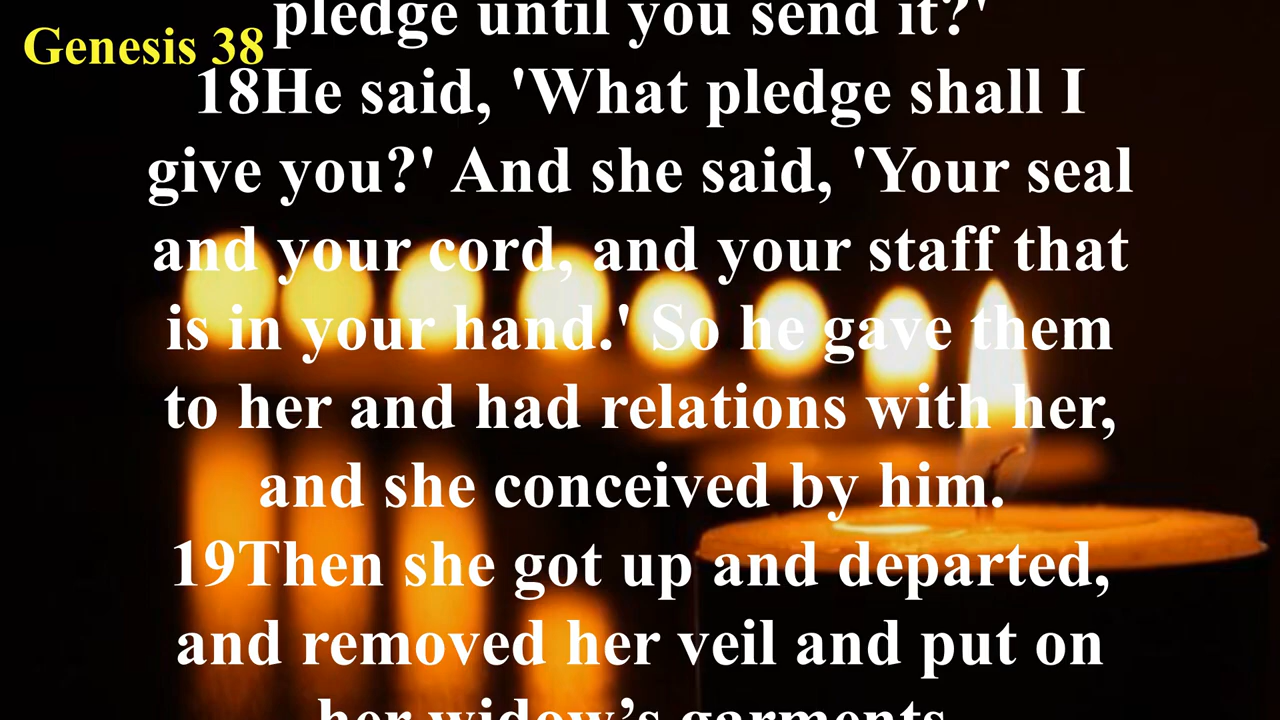 Genesis 38
pledge until you send it?'
18He said, 'What pledge shall I
give you?' And she said, 'Your seal
and your cord, and your staff that
is in your hand.' So he gave them
to her and had relations with her,
and she conceived by him.
19Then she got up and departed,
and removed her veil and put on
her widow’s garments.